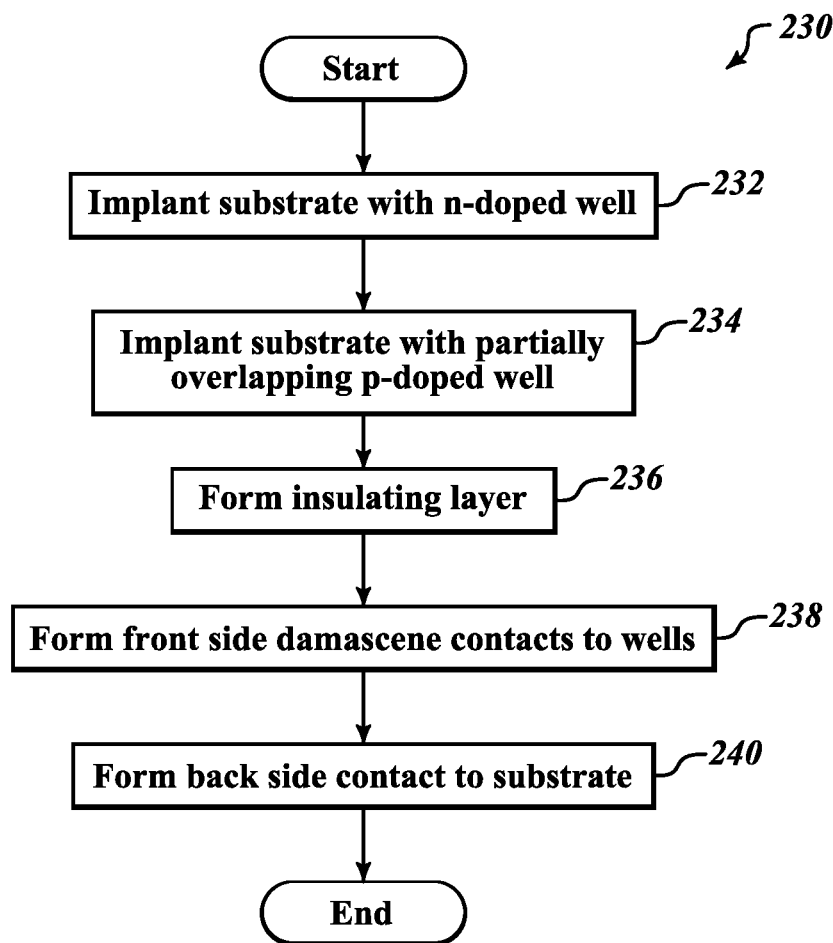 230
Start
Implant substrate with n-doped well
232
Implant substrate with partially
overlapping p-doped well
234
Form insulating layer
236
Form front side damascene contacts to wells
238
Form back side contact to substrate
240
End